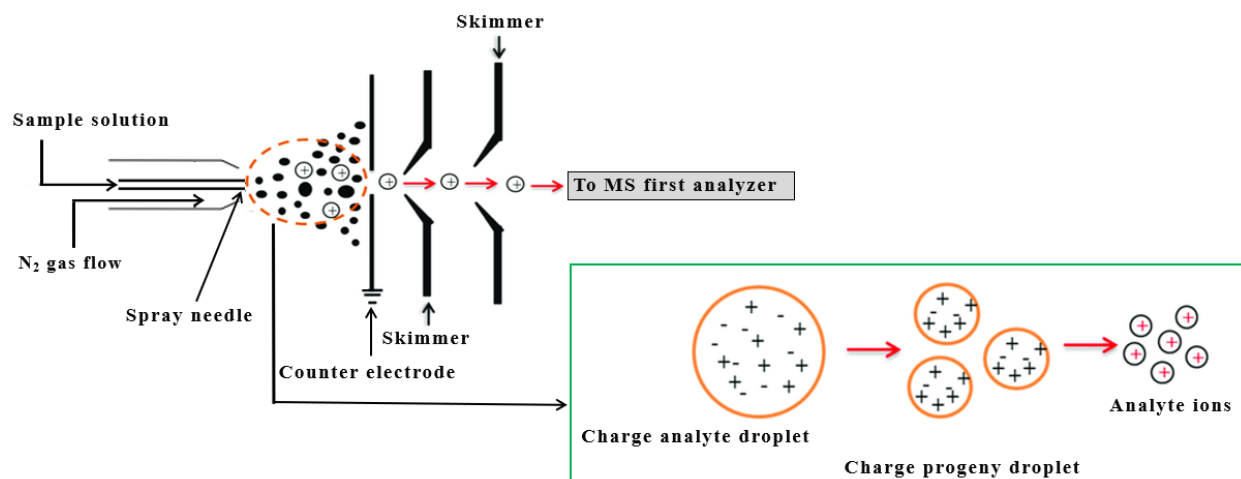 Skimmer
Sample solution
To MS first analyzer
N₂ gas flow
Spray needle
Skimmer
Counter electrode
Charge analyte droplet
Analyte ions
Charge progeny droplet